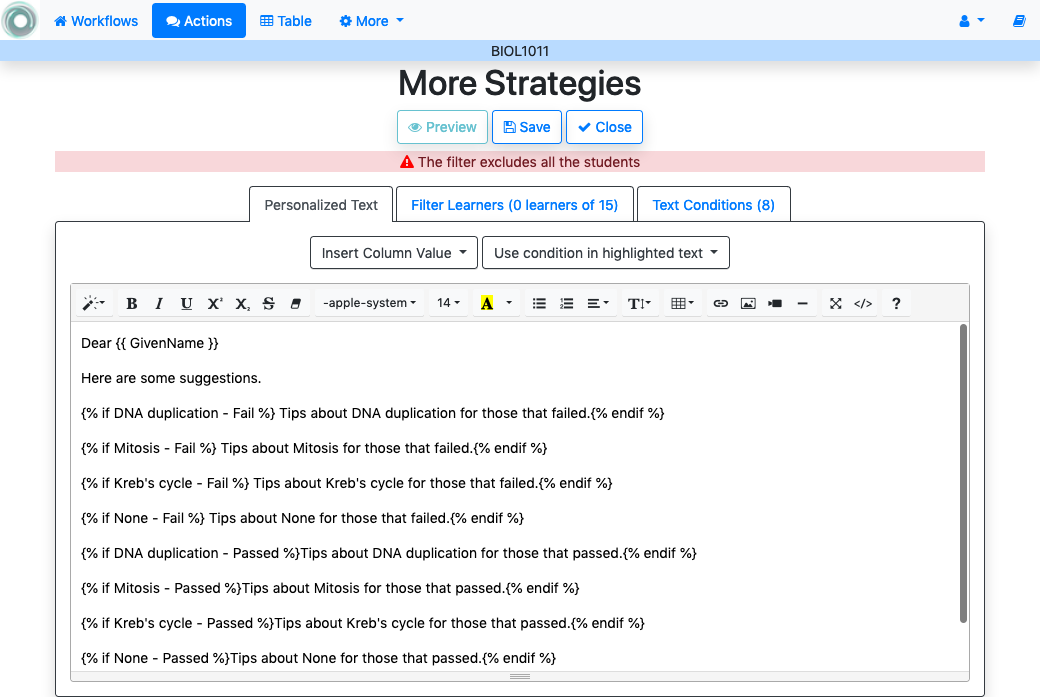 Workflows Actions Table More
BIOL1011
More Strategies
Preview Save Close
The filter excludes all the students
Personalized Text Filter Learners (0 learners of 15) Text Conditions (8)
Insert Column Value Use condition in highlighted text
B I U X² X₂ S -apple-system 14 A T </> ?
Dear {{ GivenName }}
Here are some suggestions.
{% if DNA duplication - Fail %} Tips about DNA duplication for those that failed.{% endif %}
{% if Mitosis - Fail %} Tips about Mitosis for those that failed.{% endif %}
{% if Kreb's cycle - Fail %} Tips about Kreb's cycle for those that failed.{% endif %}
{% if None - Fail %} Tips about None for those that failed.{% endif %}
{% if DNA duplication - Passed %}Tips about DNA duplication for those that passed.{% endif %}
{% if Mitosis - Passed %}Tips about Mitosis for those that passed.{% endif %}
{% if Kreb's cycle - Passed %}Tips about Kreb's cycle for those that passed.{% endif %}
{% if None - Passed %}Tips about None for those that passed.{% endif %}